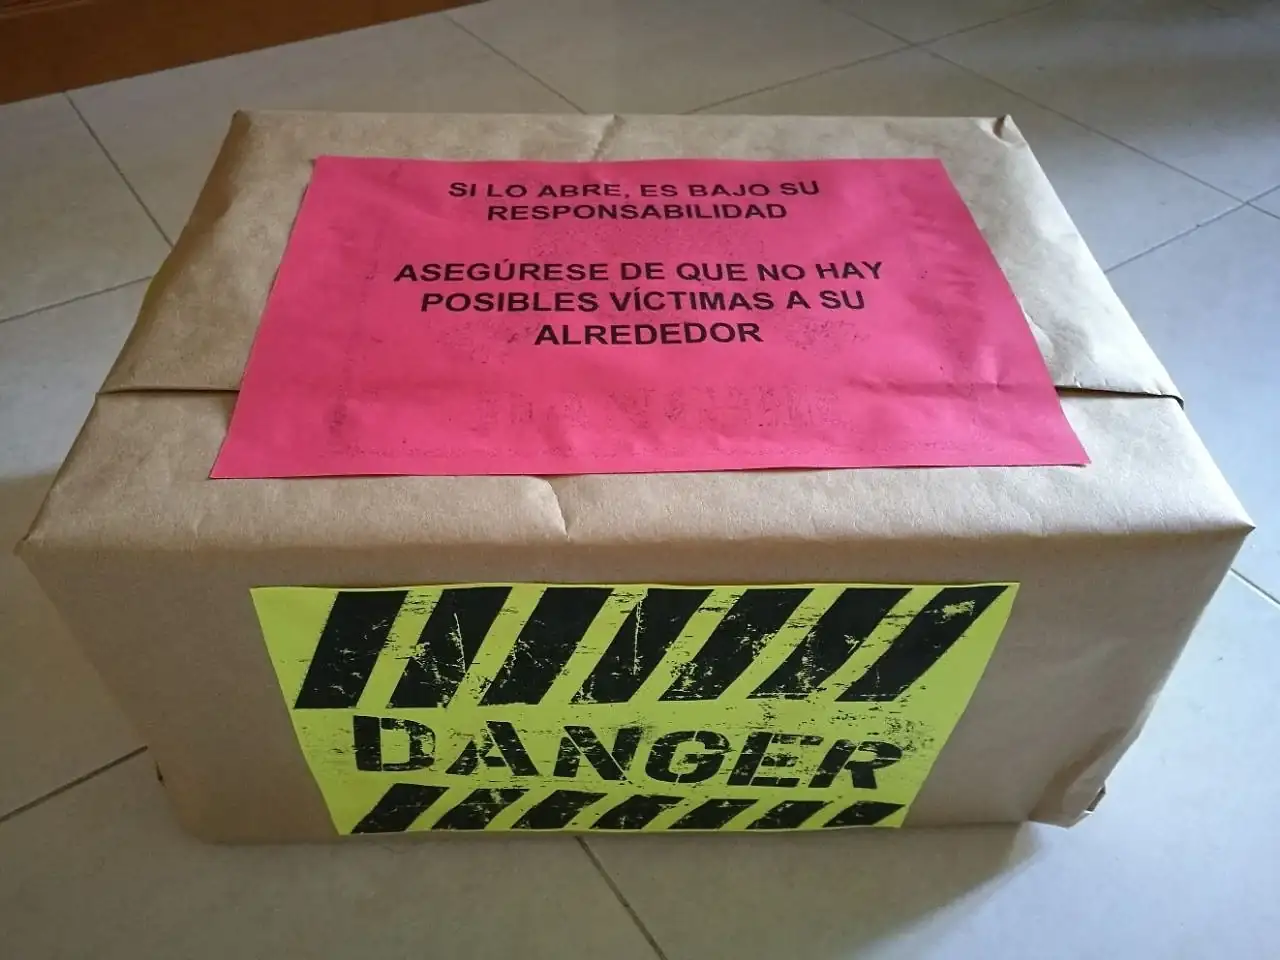 SI LO ABRE, ES BAJO SU
RESPONSABILIDAD
ASEGÚRESE DE QUE NO HAY
POSIBLES VÍCTIMAS A SU
ALREDEDOR
DANGER